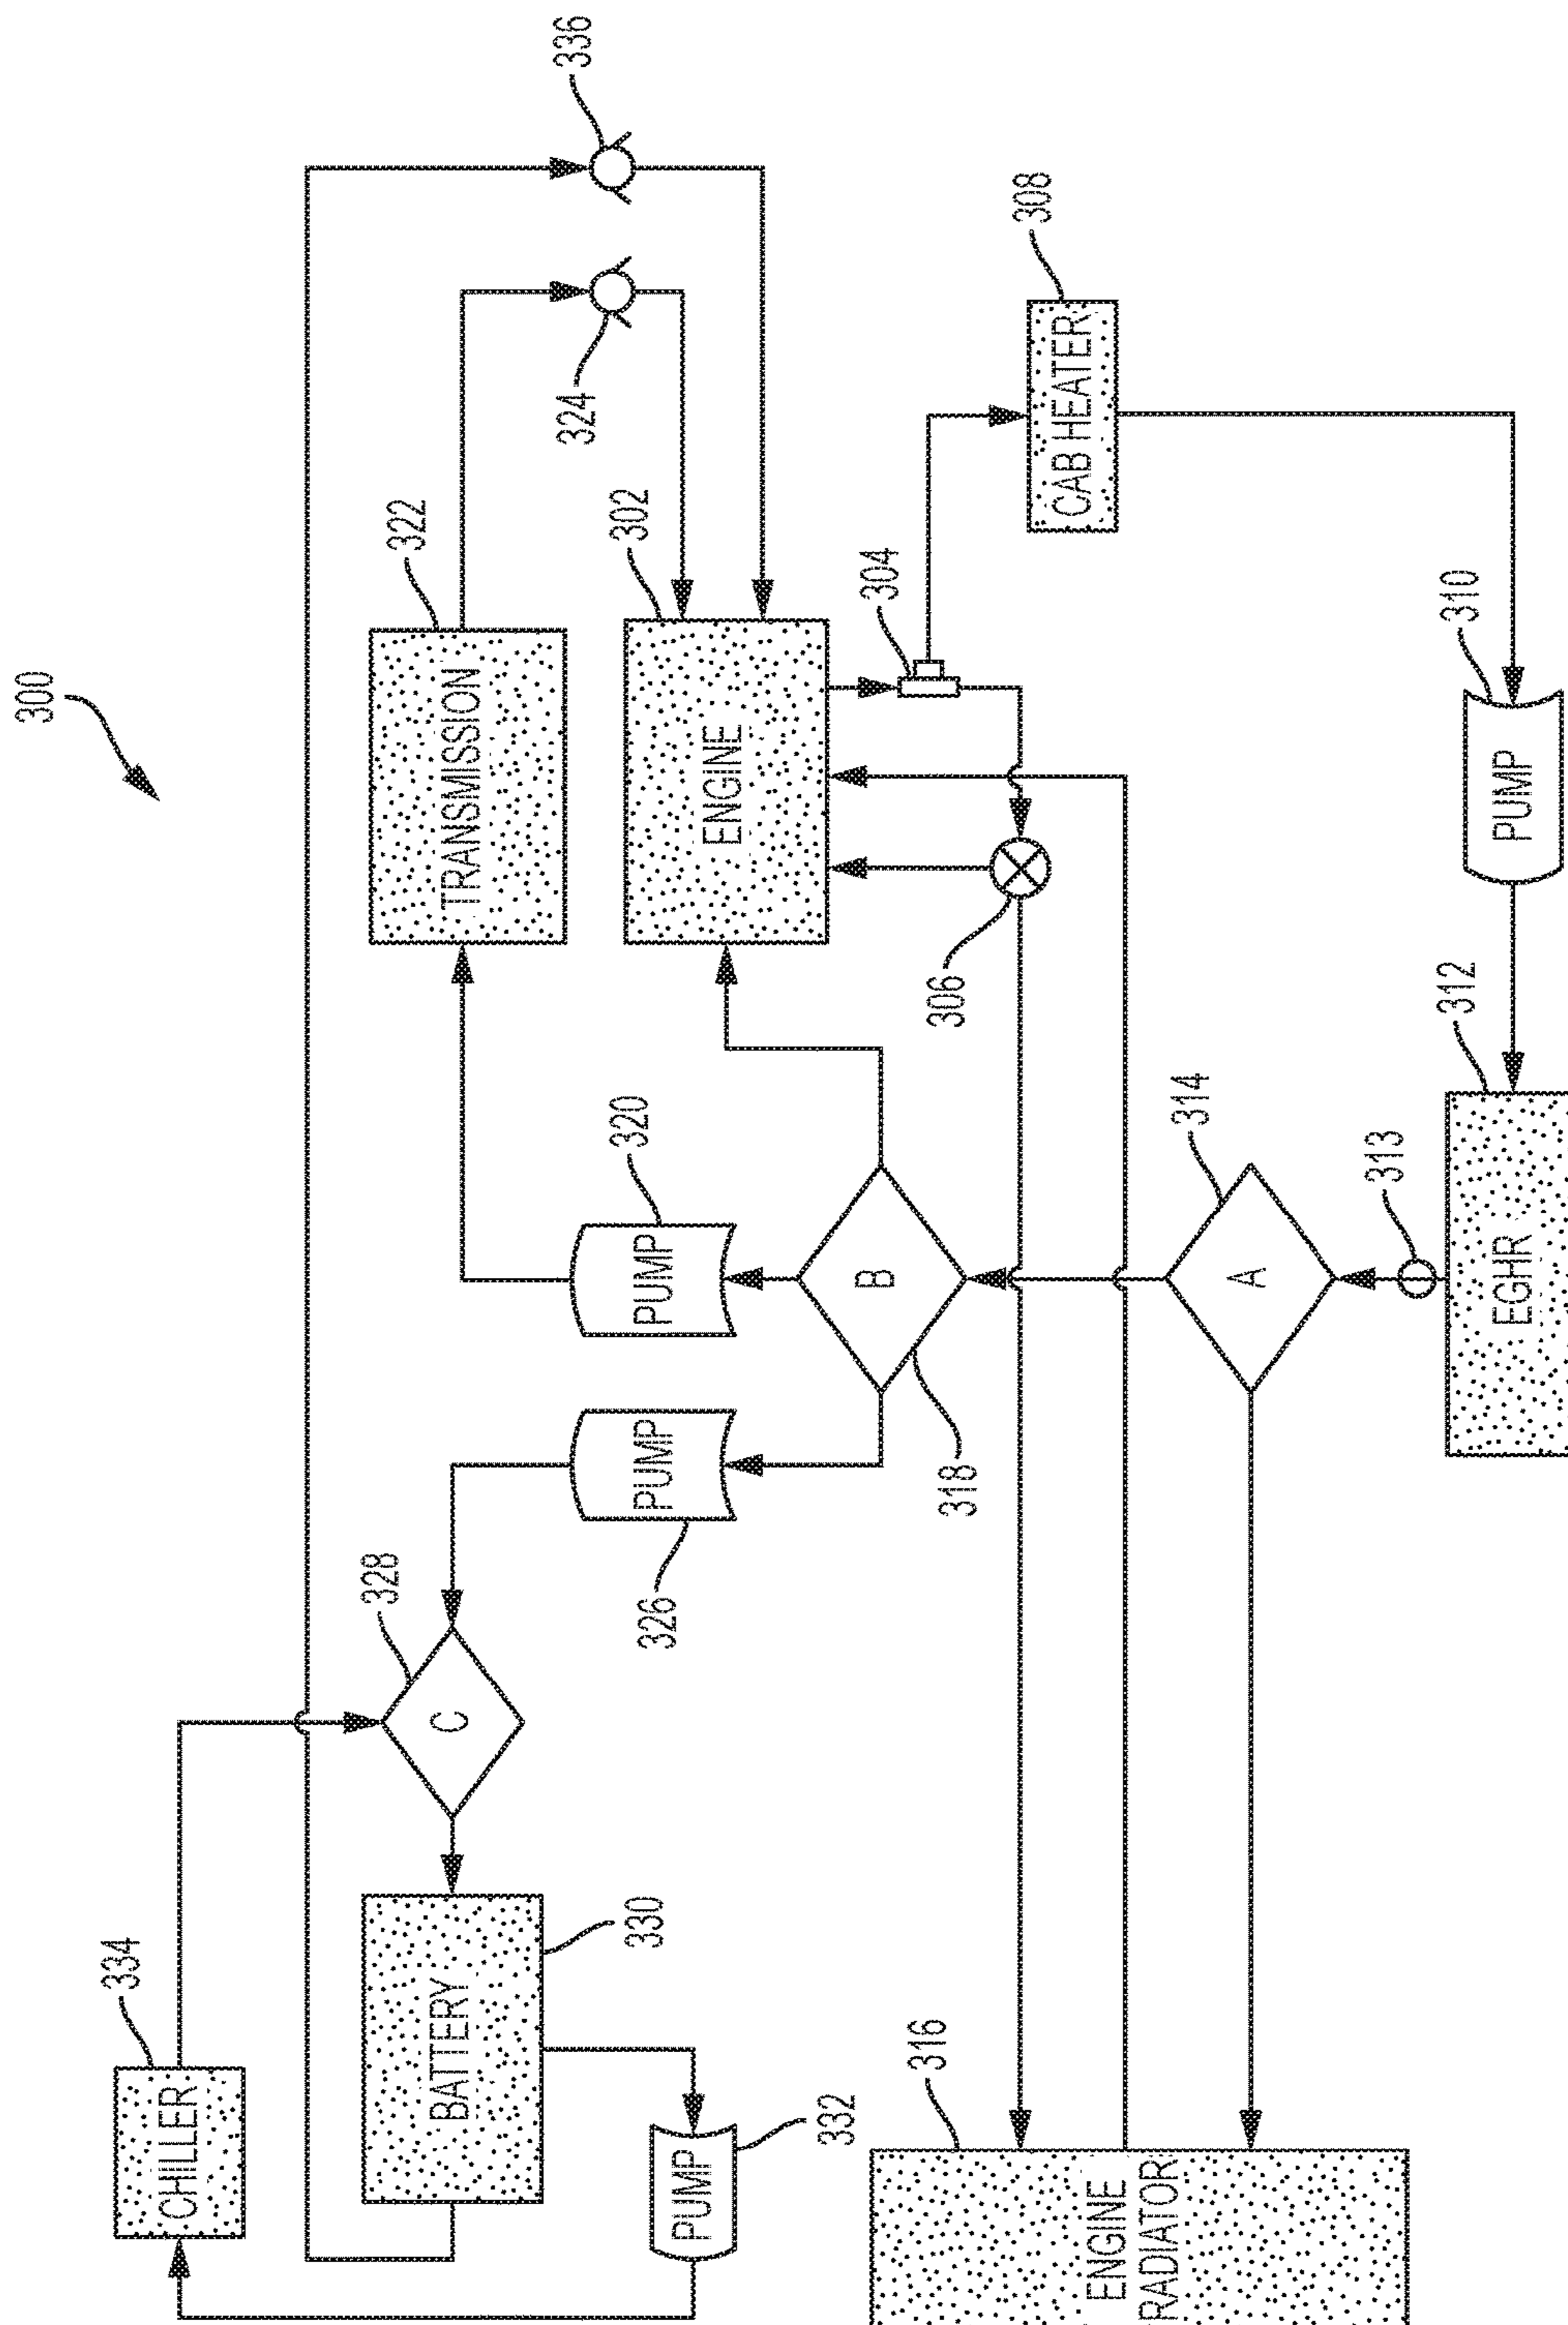 300
334
CHILLER
328
322
BATTERY
C
TRANSMISSION
324
336
330
326
PUMP
PUMP
320
302
PUMP
ENGINE
332
B
304
316
318
306
308
CAB HEATER
ENGINE
RADIATOR
314
A
313
312
310
EGHR
PUMP